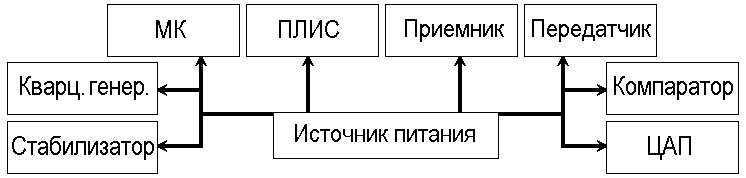 МК
ПЛИС
Приемник
Передатчик
Кварц. генер.
Компаратор
Источник питания
Стабилизатор
ЦАП